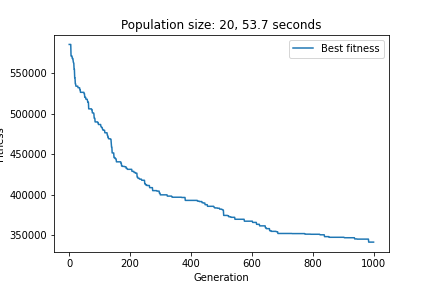 Population size: 20, 53.7 seconds
Best fitness
550000
500000
450000
400000
350000
Fitness
0 200 400 600 800 1000
Generation